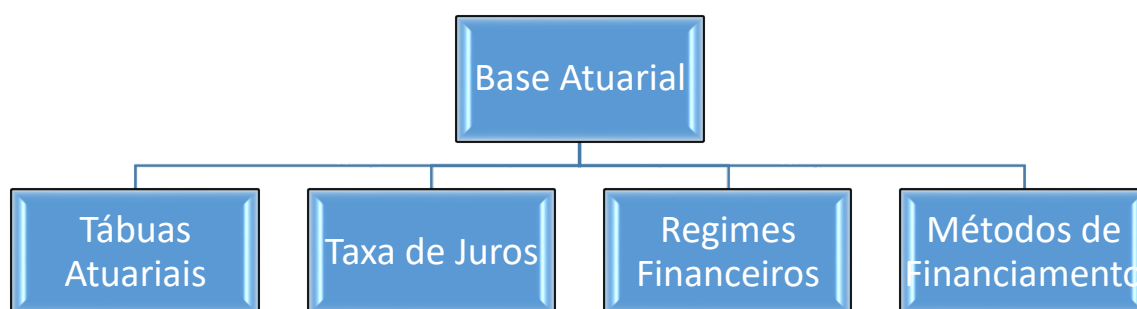 Base Atuarial
Tábuas
Atuariais
Taxa de Juros
Regimes
Financeiros
Métodos de
Financiamento